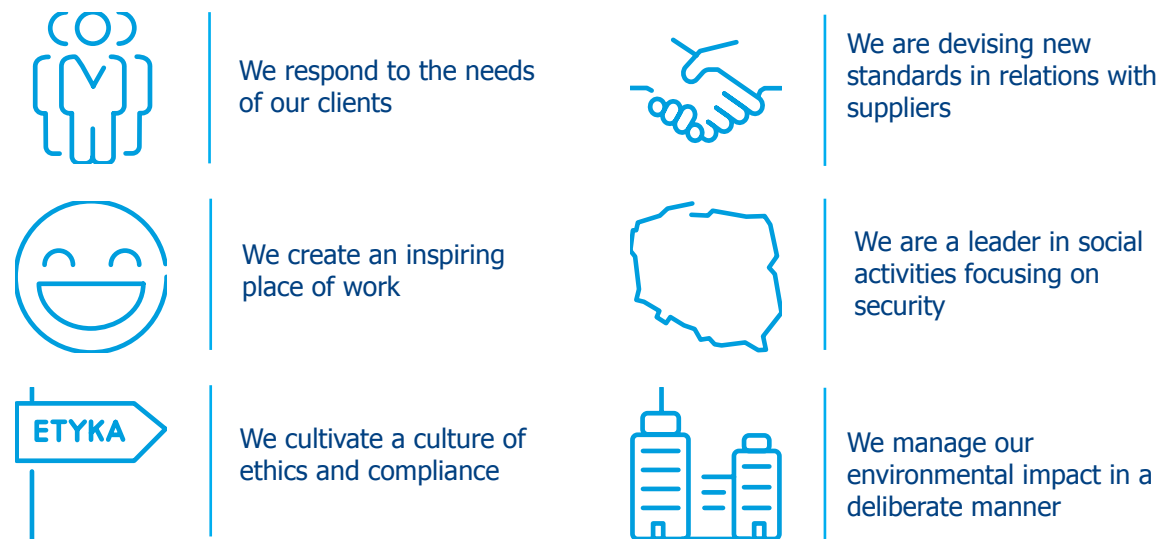 We respond to the needs
of our clients
We are devising new
standards in relations with
suppliers
We create an inspiring
place of work
We are a leader in social
activities focusing on
security
ETYKA
We cultivate a culture of
ethics and compliance
We manage our
environmental impact in a
deliberate manner